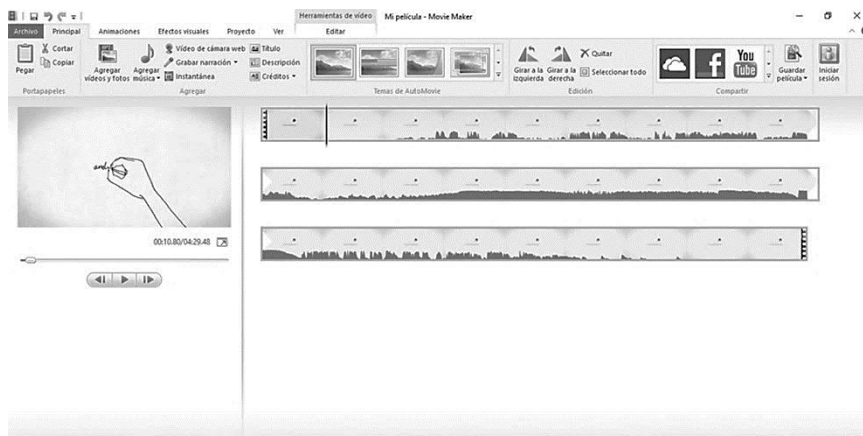 Herramientas de vídeo
Mi película - Movie Maker
Archivo Principal Animaciones Efectos visuales Proyecto Ver Editar
Pegar
Cortar
Copiar
Portapapeles
Agregar vídeos y fotos
Agregar música
Vídeo de cámara web
Grabar narración
Instantánea
Título
Descripción
Créditos
Agregar
Temas de AutoMovie
Girar a la izquierda
Girar a la derecha
Quitar
Seleccionar todo
Edición
f
You
Tube
Compartir
Guardar película
Iniciar sesión
and
00:10.80/04:29.48